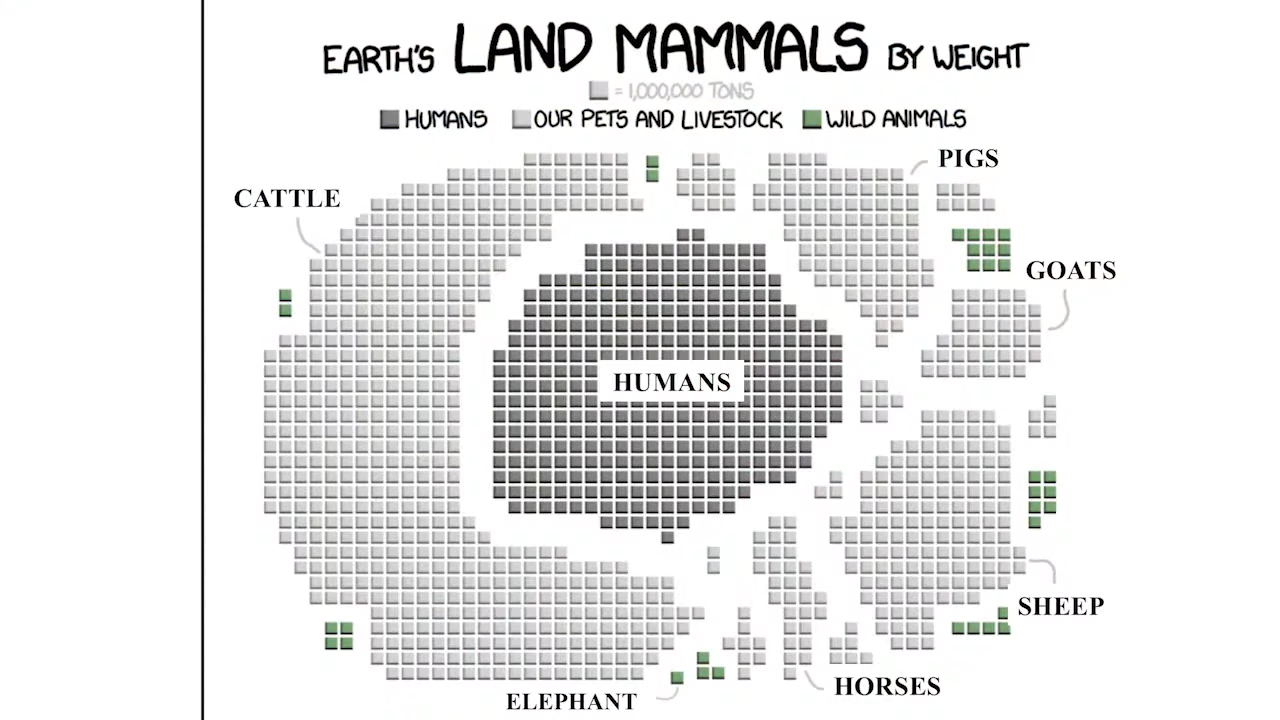 EARTH'S LAND MAMMALS BY WEIGHT
= 1,000,000 TONS
HUMANS OUR PETS AND LIVESTOCK WILD ANIMALS
PIGS
CATTLE
GOATS
HUMANS
SHEEP
HORSES
ELEPHANT